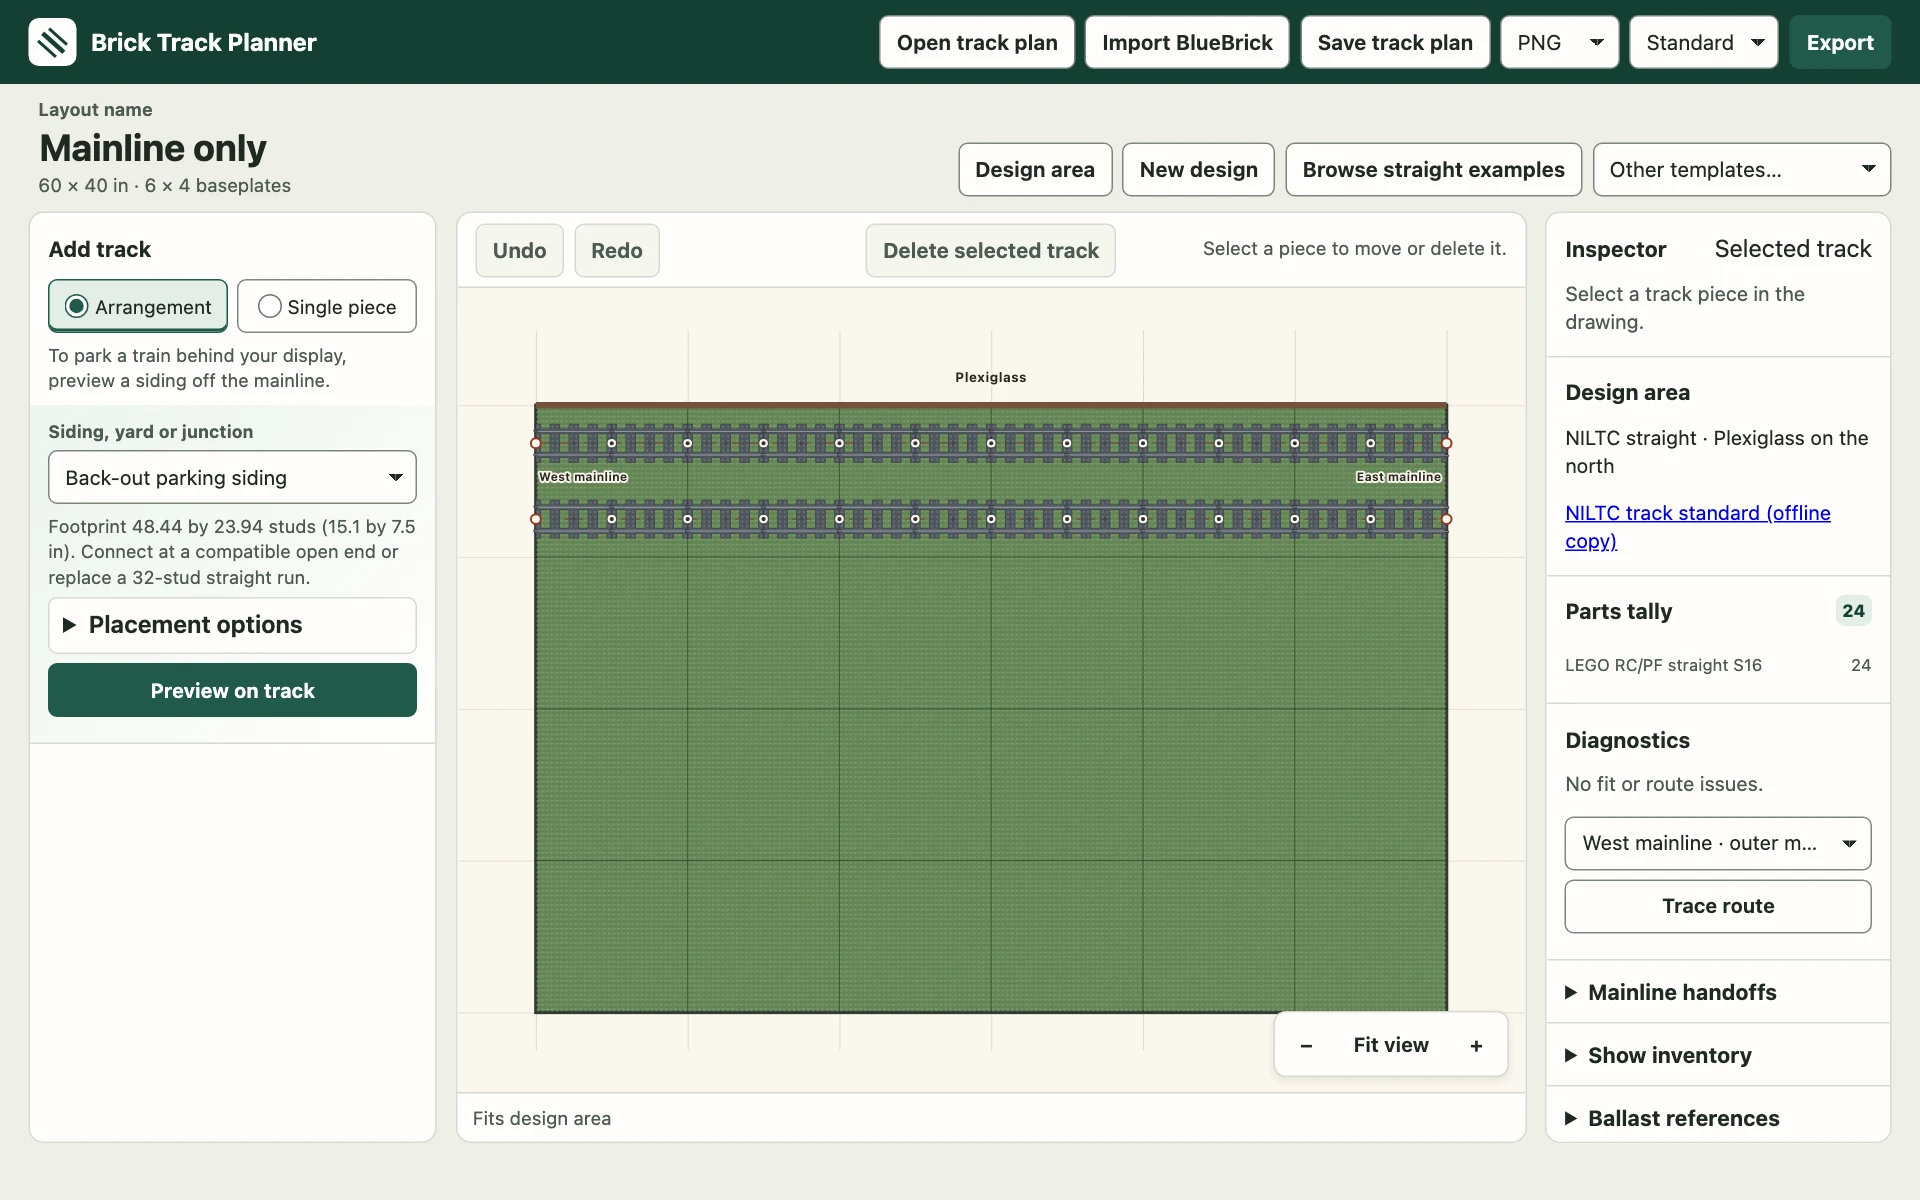 Brick Track Planner
Open track plan
Import BlueBrick
Save track plan
PNG
Standard
Export
Layout name
Mainline only
60 × 40 in · 6 × 4 baseplates
Design area
New design
Browse straight examples
Other templates...
Add track
Arrangement
Single piece
To park a train behind your display,
preview a siding off the mainline.
Siding, yard or junction
Back-out parking siding
Footprint 48.44 by 23.94 studs (15.1 by 7.5
in). Connect at a compatible open end or
replace a 32-stud straight run.
Placement options
Preview on track
Undo
Redo
Delete selected track
Select a piece to move or delete it.
Plexiglass
West mainline
East mainline
−
Fit view
+
Fits design area
Inspector
Selected track
Select a track piece in the
drawing.
Design area
NILTC straight · Plexiglass on the
north
NILTC track standard (offline
copy)
Parts tally
24
LEGO RC/PF straight S16
24
Diagnostics
No fit or route issues.
West mainline · outer m...
Trace route
Mainline handoffs
Show inventory
Ballast references